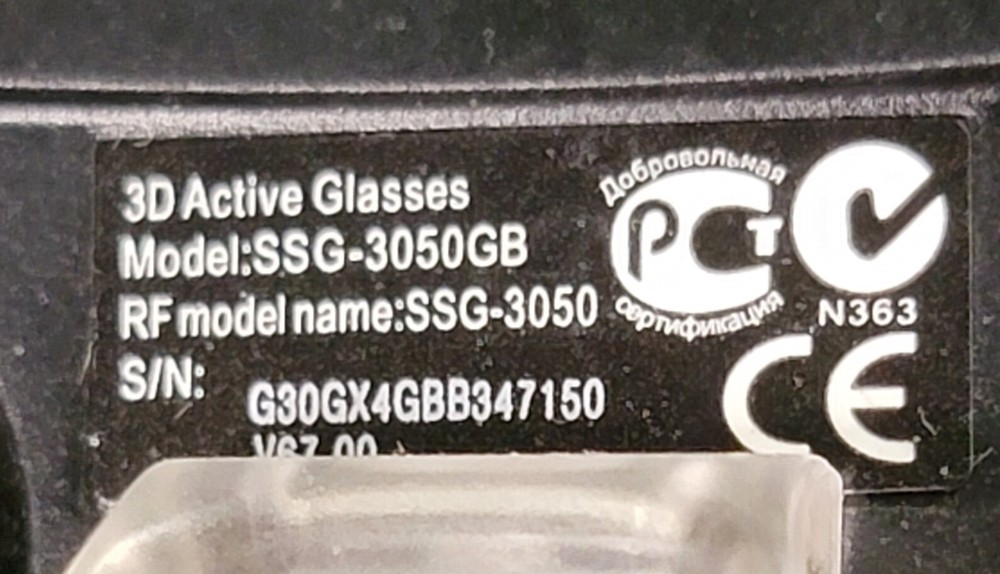 3D Active Glasses
Model:SSG-3050GB
RF model name:SSG-3050
S/N:
G30GX4GBB347150
Добровольная
РСТ
сертификация
N363
CE